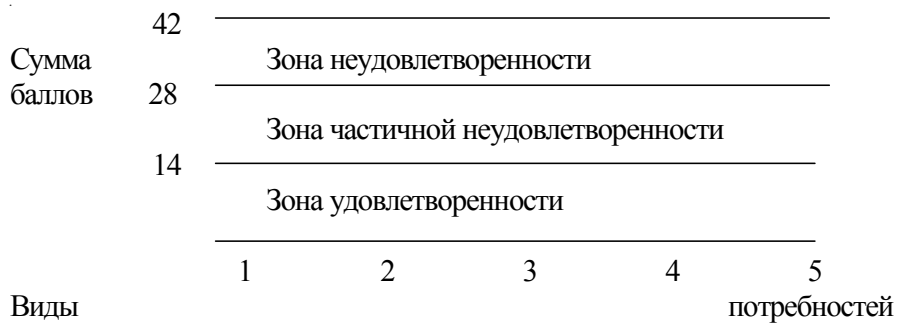 42
Сумма Зона неудовлетворенности
баллов 28
Зона частичной неудовлетворенности
14
Зона удовлетворенности
1 2 3 4 5
Виды потребностей